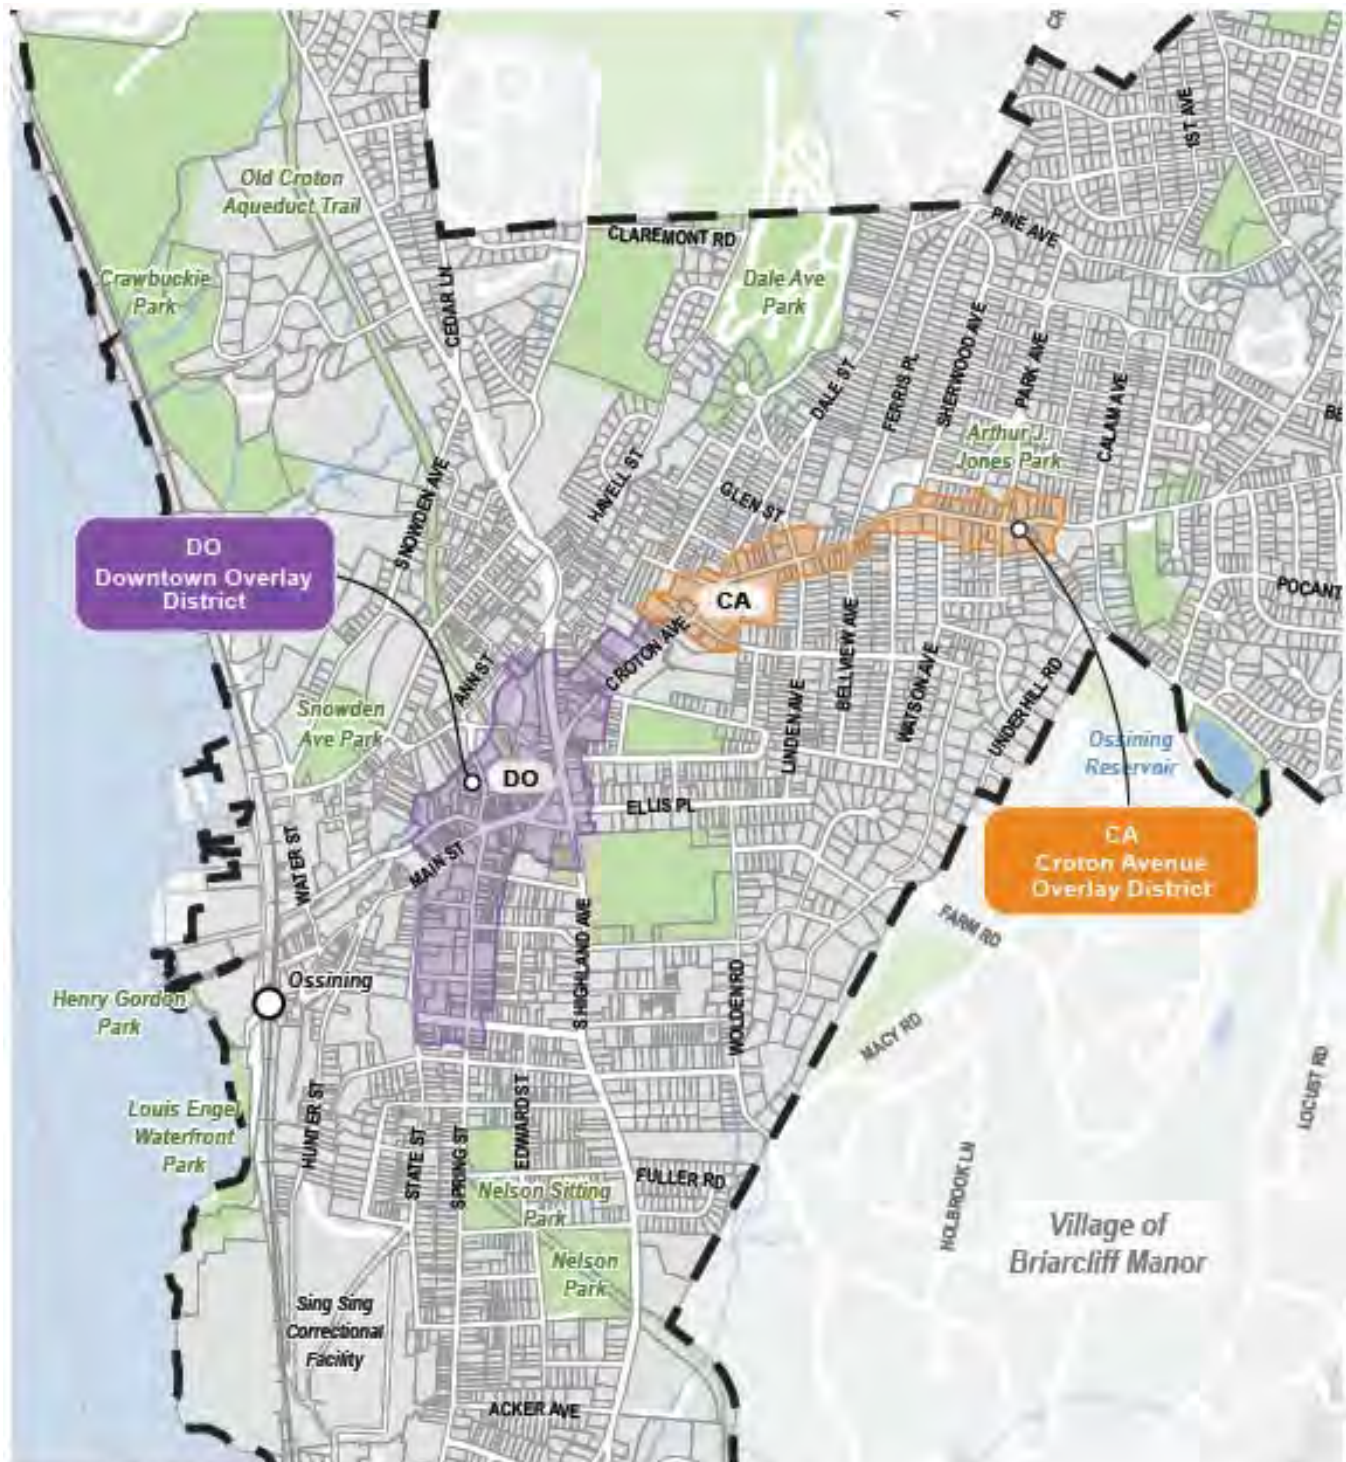 CR
1ST AVE
Old Croton
Aqueduct Trail
PINE AVE
CLAREMONT RD
Crawbuckie
Park
Dale Ave
Park
CEDAR LN
DALE ST
FERRIS PL
SHERWOOD AVE
PARK AVE
CALAM AVE
BE
Arthur J.
Jones Park
HAVELL ST
GLEN ST
SNOWDEN AVE
DO
Downtown Overlay
District
CA
POCANT
CROTON AVE
ANN ST
BELLVIEW AVE
LINDEN AVE
WATSON AVE
UNDERHILL RD
Snowden
Ave Park
Ossining
Reservoir
DO
ELLIS PL
MAIN ST
WATER ST
CA
Croton Avenue
Overlay District
FARM RD
S HIGHLAND AVE
Ossining
Henry Gordon
Park
WOLDEN RD
MACY RD
LOCUST RD
Louis Engel
Waterfront
Park
HUNTER ST
STATE ST
SPRING ST
EDWARD ST
FULLER RD
Nelson Sitting
Park
HOLBROOK LN
Village of
Briarcliff Manor
Nelson
Park
Sing Sing
Correctional
Facility
ACKER AVE